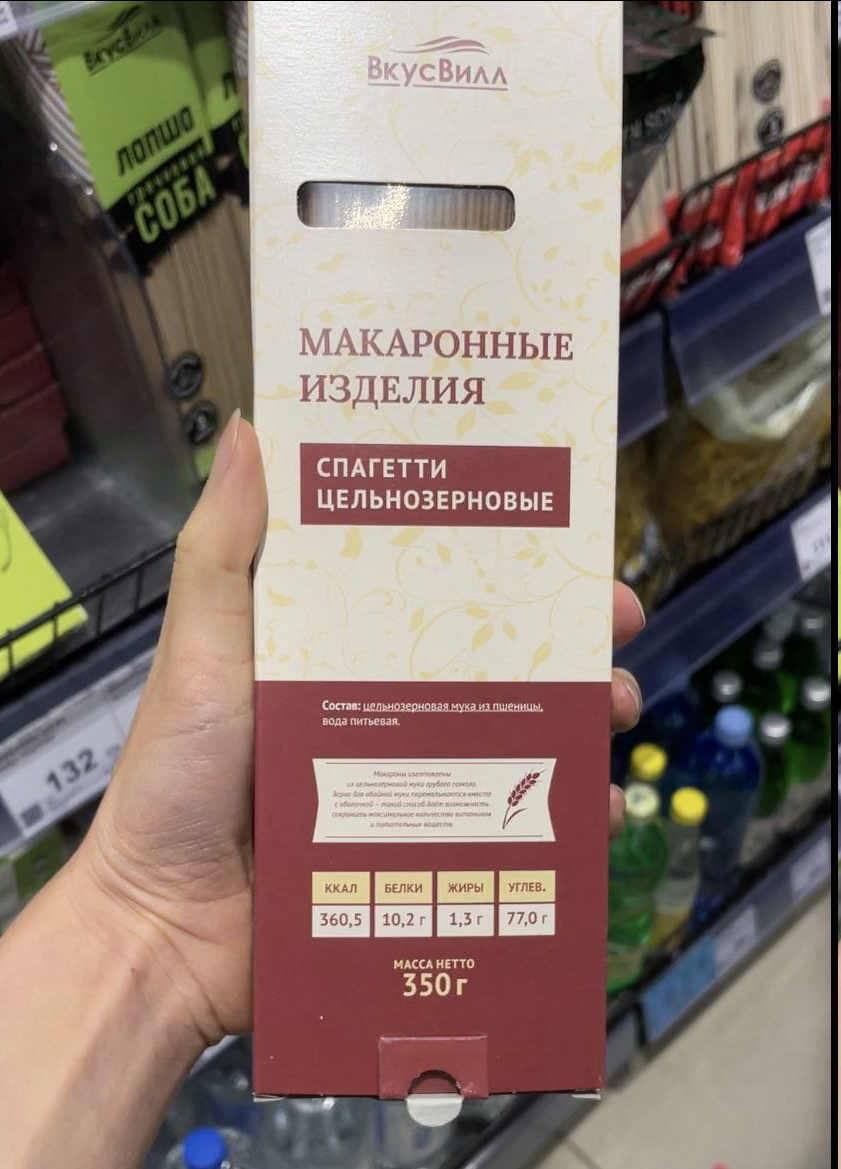 ВкусВилл
ЛАПША
СОБА
132
ВкусВилл
МАКАРОННЫЕ
ИЗДЕЛИЯ
СПАГЕТТИ
ЦЕЛЬНОЗЕРНОВЫЕ
Состав: цельнозерновая мука из пшеницы,
вода питьевая.
Макароны изготовлены
из цельнозерновой муки грубого помола.
Зерна для обойной муки перемалываются вместе
с оболочкой – такой способ даёт возможность
сохранить максимальное количество витаминов
и питательных веществ.
ККАЛ БЕЛКИ ЖИРЫ УГЛЕВ.
360,5 10,2 г 1,3 г 77,0 г
МАССА НЕТТО
350 г